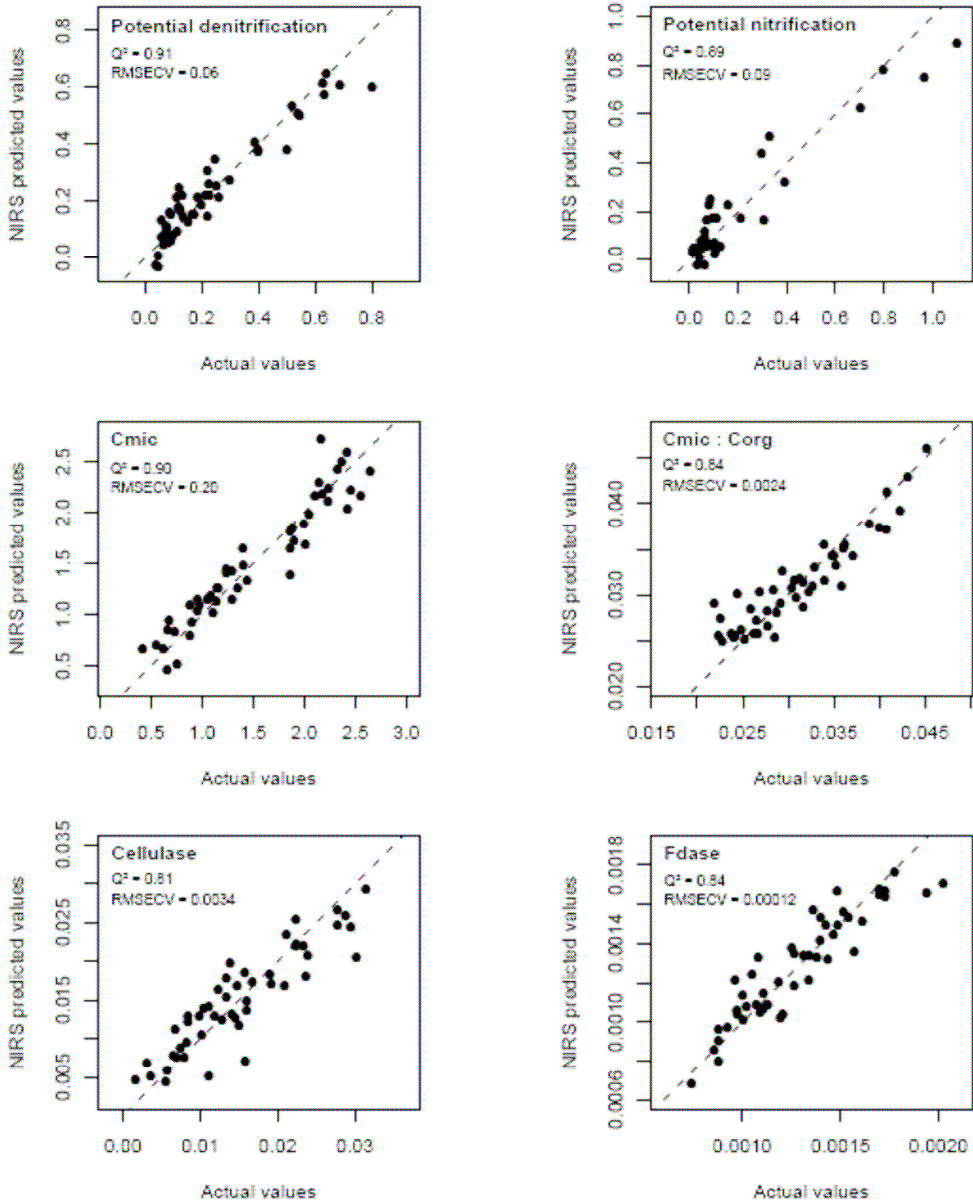 Potential denitrification
Q² = 0.91
RMSECV = 0.06
NIRS predicted values
0.0 0.2 0.4 0.6 0.8
0.0 0.2 0.4 0.6 0.8
Actual values
Potential nitrification
Q² = 0.89
RMSECV = 0.09
NIRS predicted values
0.0 0.2 0.4 0.6 0.8 1.0
0.0 0.2 0.4 0.6 0.8 1.0
Actual values
Cmic
Q² = 0.90
RMSECV = 0.20
NIRS predicted values
0.5 1.0 1.5 2.0 2.5
0.0 0.5 1.0 1.5 2.0 2.5 3.0
Actual values
Cmic : Corg
Q² = 0.84
RMSECV = 0.0024
NIRS predicted values
0.020 0.030 0.040
0.015 0.025 0.035 0.045
Actual values
Cellulase
Q² = 0.81
RMSECV = 0.0034
NIRS predicted values
0.005 0.015 0.025 0.035
0.00 0.01 0.02 0.03
Actual values
Fdase
Q² = 0.84
RMSECV = 0.00012
NIRS predicted values
0.0006 0.0010 0.0014 0.0018
0.0010 0.0015 0.0020
Actual values